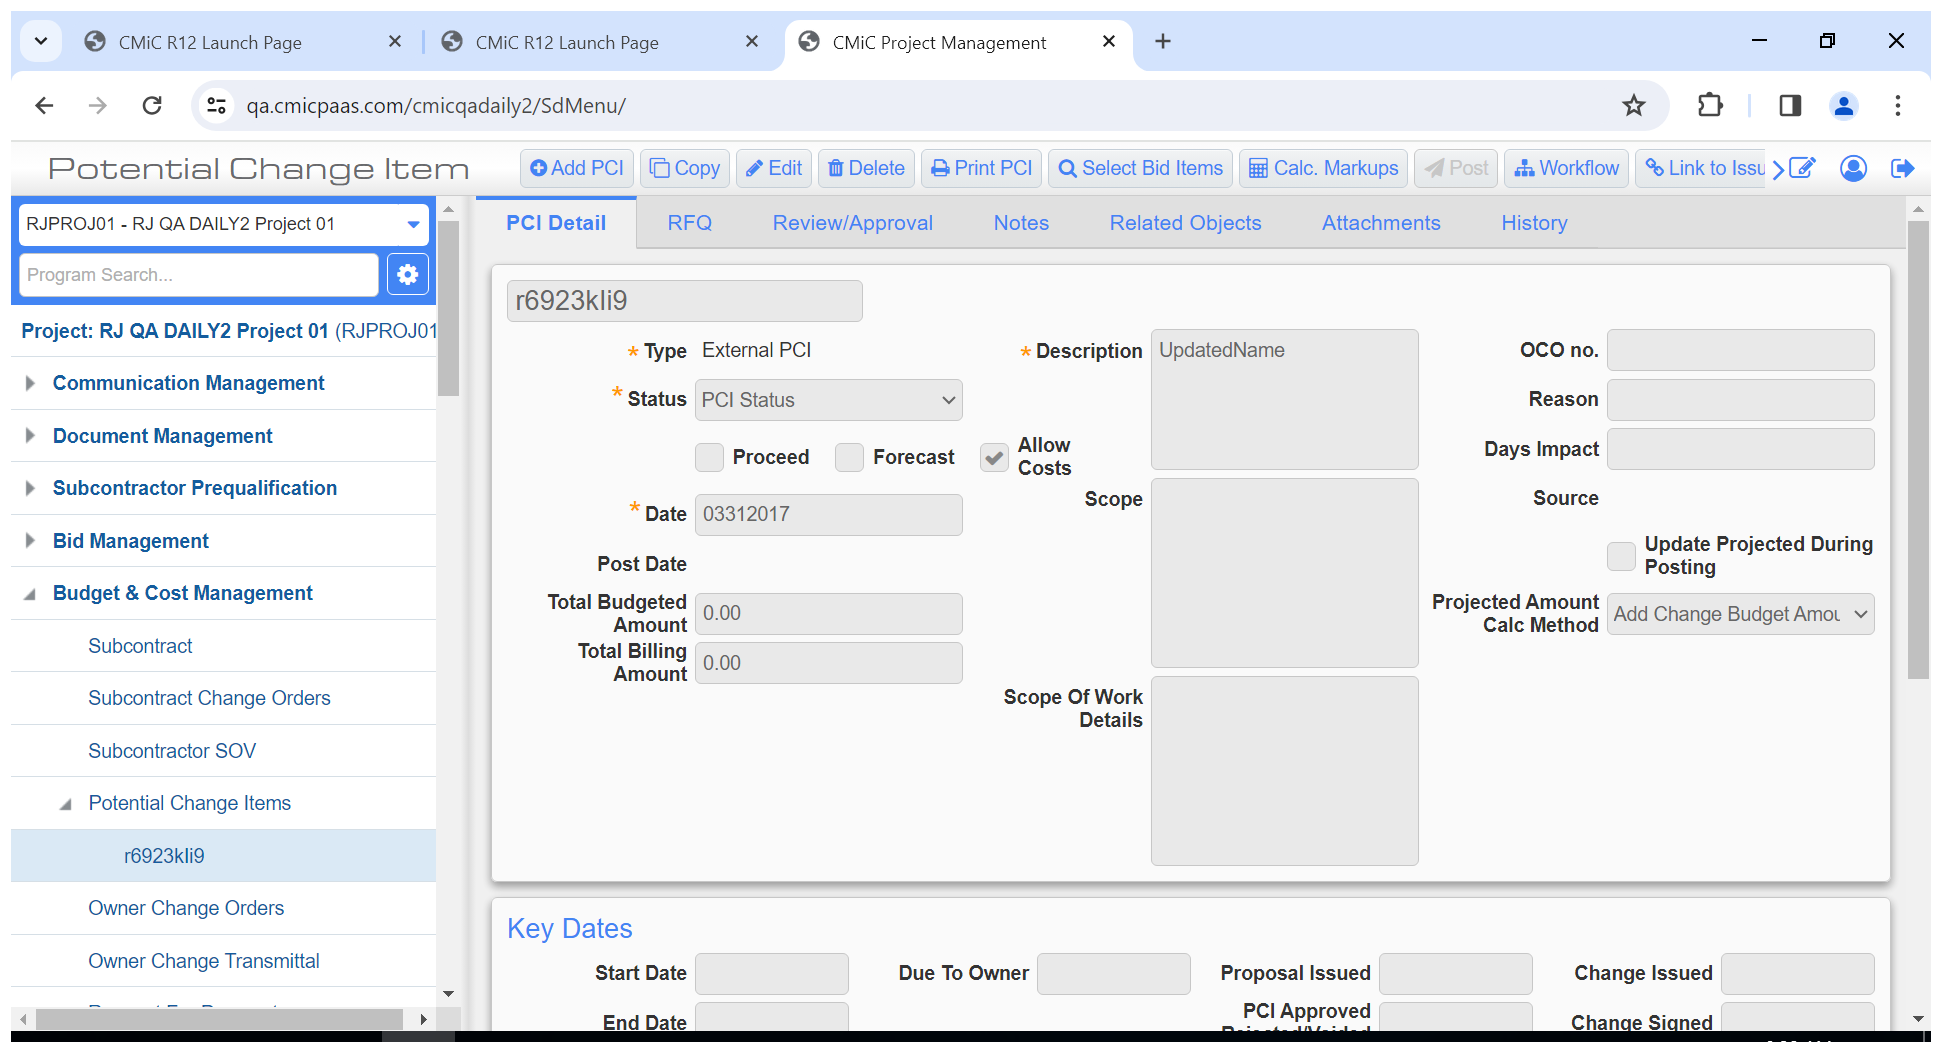 CMiC R12 Launch Page
CMiC R12 Launch Page
CMiC Project Management
qa.cmicpaas.com/cmicqadaily2/SdMenu/
Potential Change Item
Add PCI
Copy
Edit
Delete
Print PCI
Select Bid Items
Calc. Markups
Post
Workflow
Link to Issu
RJPROJ01 - RJ QA DAILY2 Project 01
Program Search...
Project: RJ QA DAILY2 Project 01 (RJPROJ01
Communication Management
Document Management
Subcontractor Prequalification
Bid Management
Budget & Cost Management
Subcontract
Subcontract Change Orders
Subcontractor SOV
Potential Change Items
r6923kli9
Owner Change Orders
Owner Change Transmittal
PCI Detail
RFQ
Review/Approval
Notes
Related Objects
Attachments
History
r6923kli9
* Type External PCI
* Status PCI Status
Proceed
Forecast
Allow
Costs
* Date 03312017
Post Date
Total Budgeted
Amount
0.00
Total Billing
Amount
0.00
* Description UpdatedName
Scope
Scope Of Work
Details
OCO no.
Reason
Days Impact
Source
Update Projected During
Posting
Projected Amount
Calc Method
Add Change Budget Amou
Key Dates
Start Date
Due To Owner
Proposal Issued
Change Issued
End Date
PCI Approved
Rejected/Voided
Change Signed